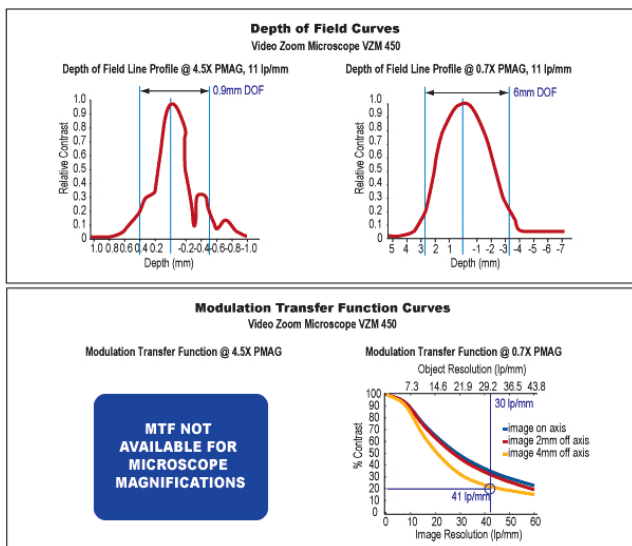 Depth of Field Curves
Video Zoom Microscope VZM 450
Depth of Field Line Profile @ 4.5X PMAG, 11 lp/mm
0.9mm DOF
Relative Contrast
1.0
0.9
0.8
0.7
0.6
0.5
0.4
0.3
0.2
0.1
0
1.0 0.8 0.6 0.4 0.2 -0.2 -0.4 -0.6 -0.8 -1.0
Depth (mm)
Depth of Field Line Profile @ 0.7X PMAG, 11 lp/mm
6mm DOF
Relative Contrast
1.0
0.9
0.8
0.7
0.6
0.5
0.4
0.3
0.2
0.1
0
5 4 3 2 1 -1 -2 -3 -4 -5 -6 -7
Depth (mm)
Modulation Transfer Function Curves
Video Zoom Microscope VZM 450
Modulation Transfer Function @ 4.5X PMAG
MTF NOT
AVAILABLE FOR
MICROSCOPE
MAGNIFICATIONS
Modulation Transfer Function @ 0.7X PMAG
Object Resolution (lp/mm)
7.3 14.6 21.9 29.2 36.5 43.8
30 lp/mm
% Contrast
100
90
80
70
60
50
40
30
20
10
0
image on axis
image 2mm off axis
image 4mm off axis
41 lp/mm
0 10 20 30 40 50 60
Image Resolution (lp/mm)